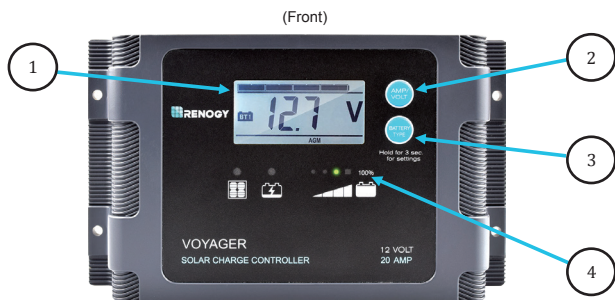 (Front)
1
2
AMP/
VOLT
RENOGY
BT1
12.7 V
AGM
BATTERY
TYPE
3
Hold for 3 sec.
for settings
100%
VOYAGER
SOLAR CHARGE CONTROLLER
12 VOLT
20 AMP
4